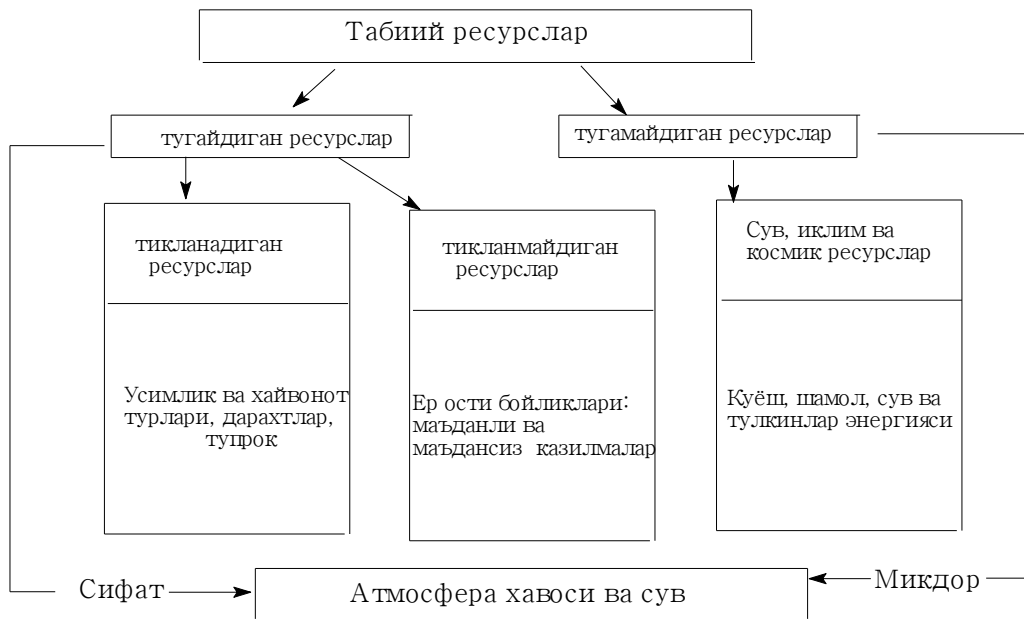 Табиий ресурслар
тугайдиган ресурслар
тугамайдиган ресурслар
тикланадиган
ресурслар
тикланмайдиган
ресурслар
Сув, иклим ва
космик ресурслар
Усимлик ва хайвонот
турлари, дарахтлар,
тупрок
Ер ости бойликлари:
маъданли ва
маъдансиз казилмалар
Куёш, шамол, сув ва
тулкинлар энергияси
Сифат
Атмосфера хавоси ва сув
Микдор